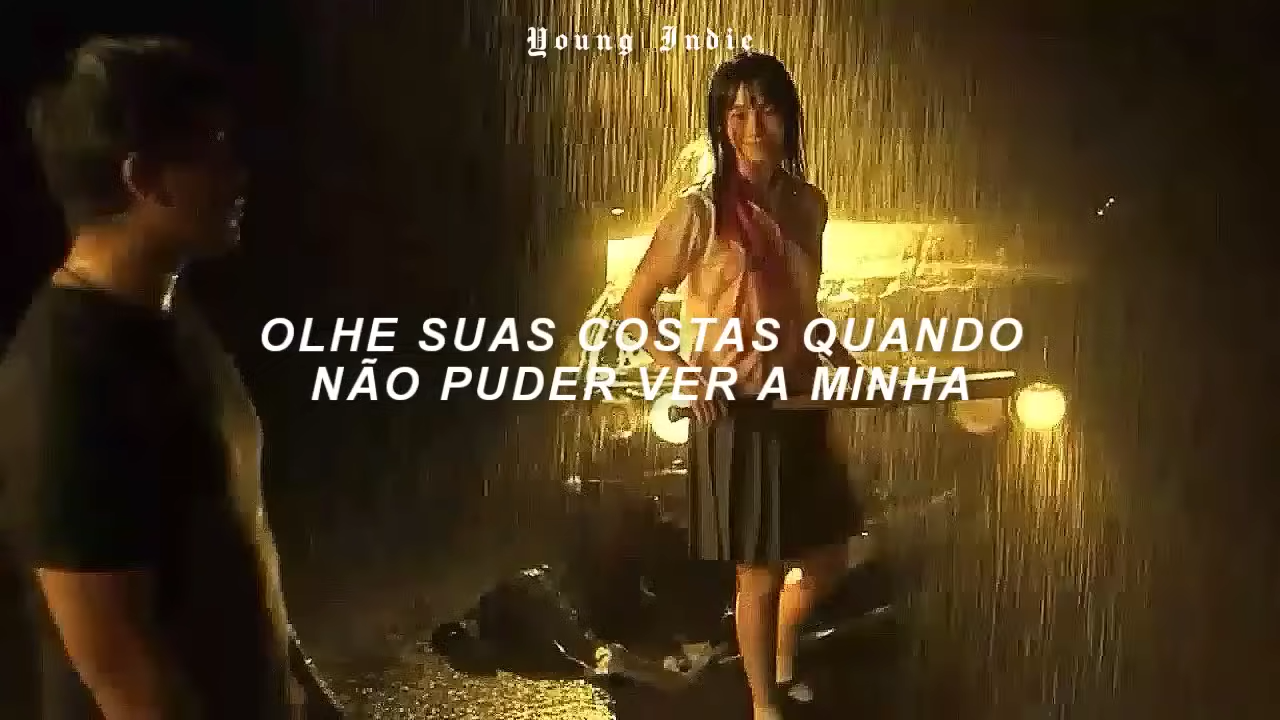 Young Indie
OLHE SUAS COSTAS QUANDO
NÃO PUDER VER A MINHA